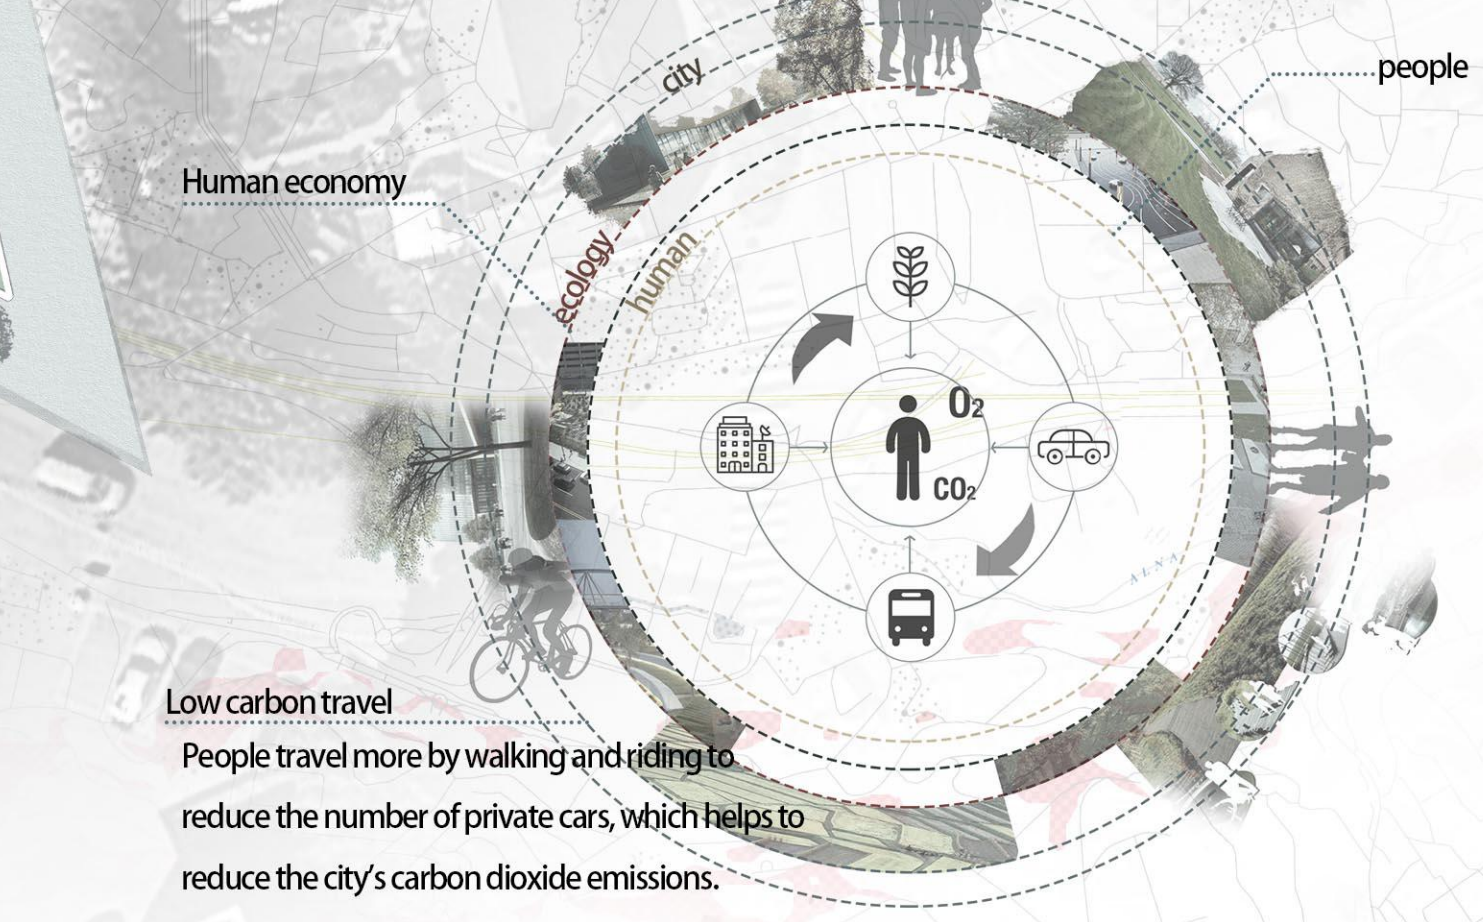 city
people
Human economy
ecology
human
O2
CO2
ALNA
Low carbon travel
People travel more by walking and riding to
reduce the number of private cars, which helps to
reduce the city's carbon dioxide emissions.